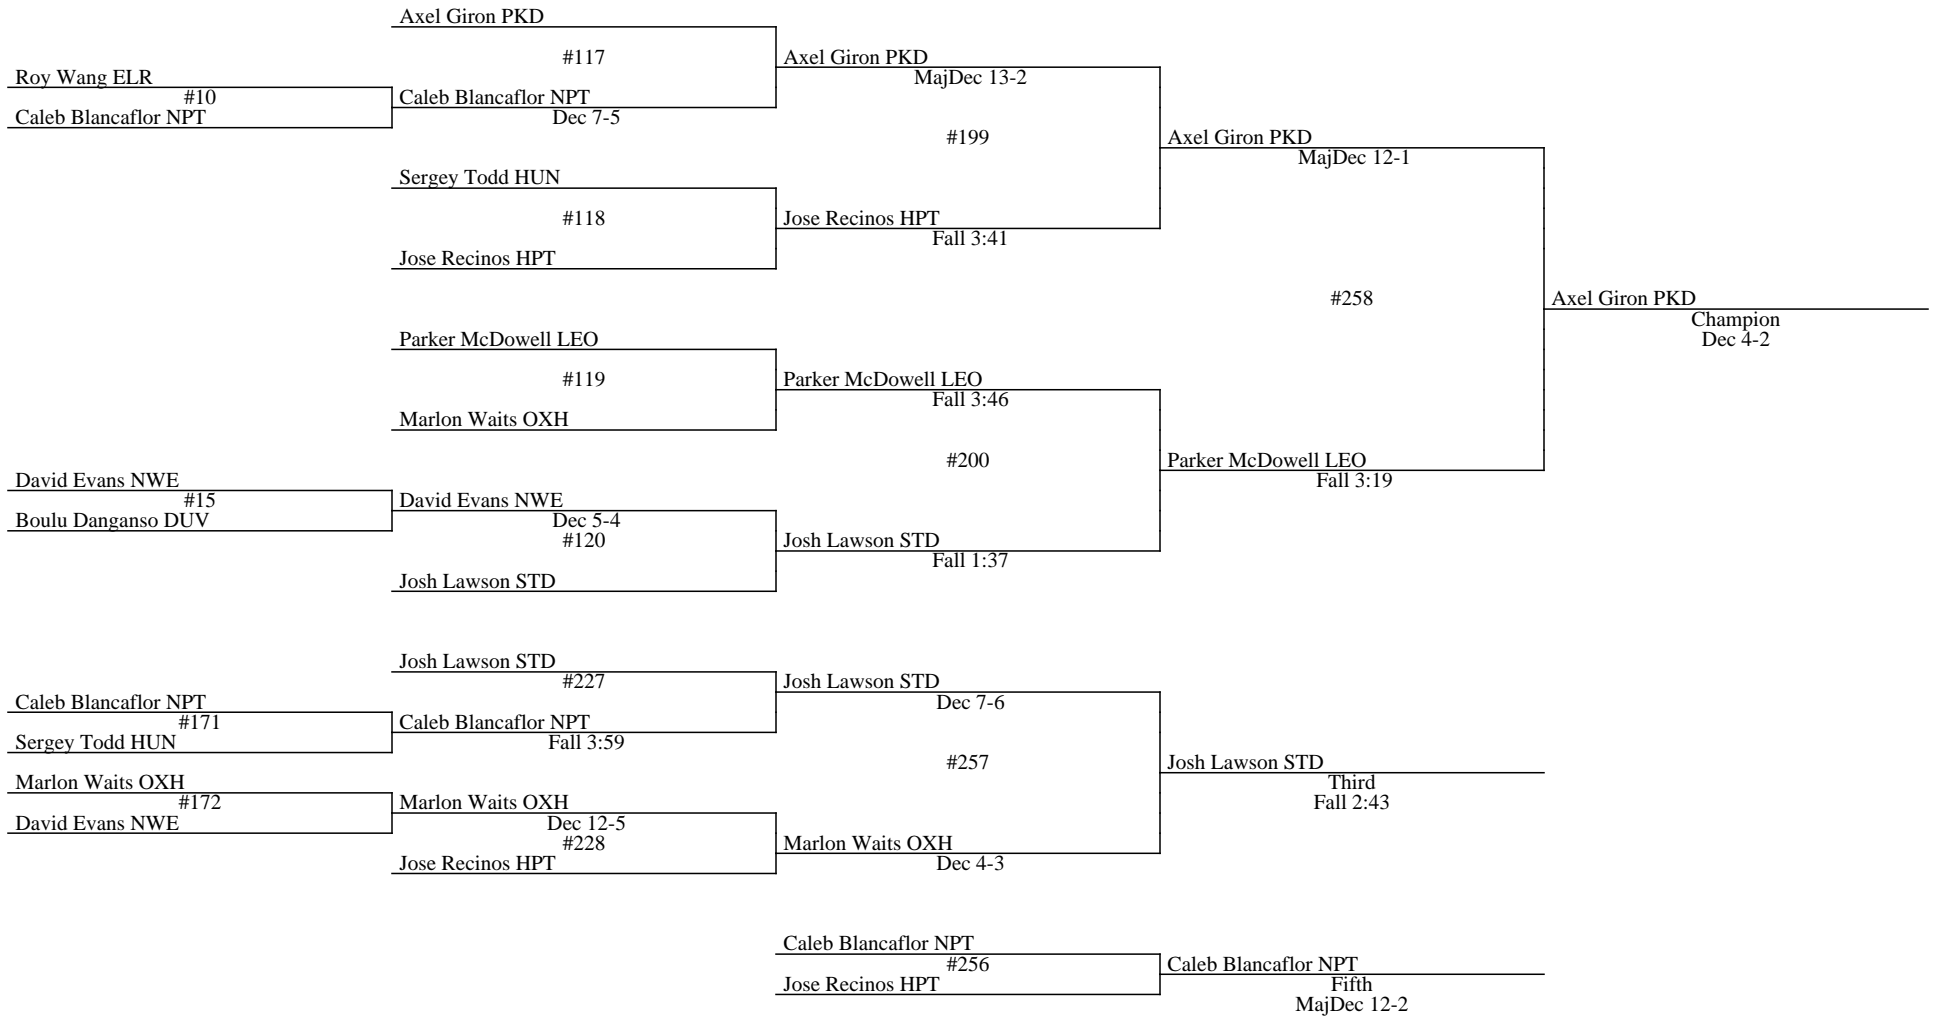 Axel Giron PKD
#117
Axel Giron PKD
MajDec 13-2
Roy Wang ELR
#10
Caleb Blancaflor NPT
Caleb Blancaflor NPT
Dec 7-5
#199
Axel Giron PKD
MajDec 12-1
Sergey Todd HUN
#118
Jose Recinos HPT
Fall 3:41
Jose Recinos HPT
#258
Axel Giron PKD
Champion
Dec 4-2
Parker McDowell LEO
#119
Parker McDowell LEO
Fall 3:46
Marlon Waits OXH
#200
Parker McDowell LEO
Fall 3:19
David Evans NWE
#15
Boulu Danganso DUV
David Evans NWE
Dec 5-4
#120
Josh Lawson STD
Fall 1:37
Josh Lawson STD
Josh Lawson STD
#227
Josh Lawson STD
Dec 7-6
Caleb Blancaflor NPT
#171
Sergey Todd HUN
Caleb Blancaflor NPT
Fall 3:59
#257
Josh Lawson STD
Third
Fall 2:43
Marlon Waits OXH
#172
David Evans NWE
Marlon Waits OXH
Dec 12-5
#228
Jose Recinos HPT
Marlon Waits OXH
Dec 4-3
Caleb Blancaflor NPT
#256
Jose Recinos HPT
Caleb Blancaflor NPT
Fifth
MajDec 12-2